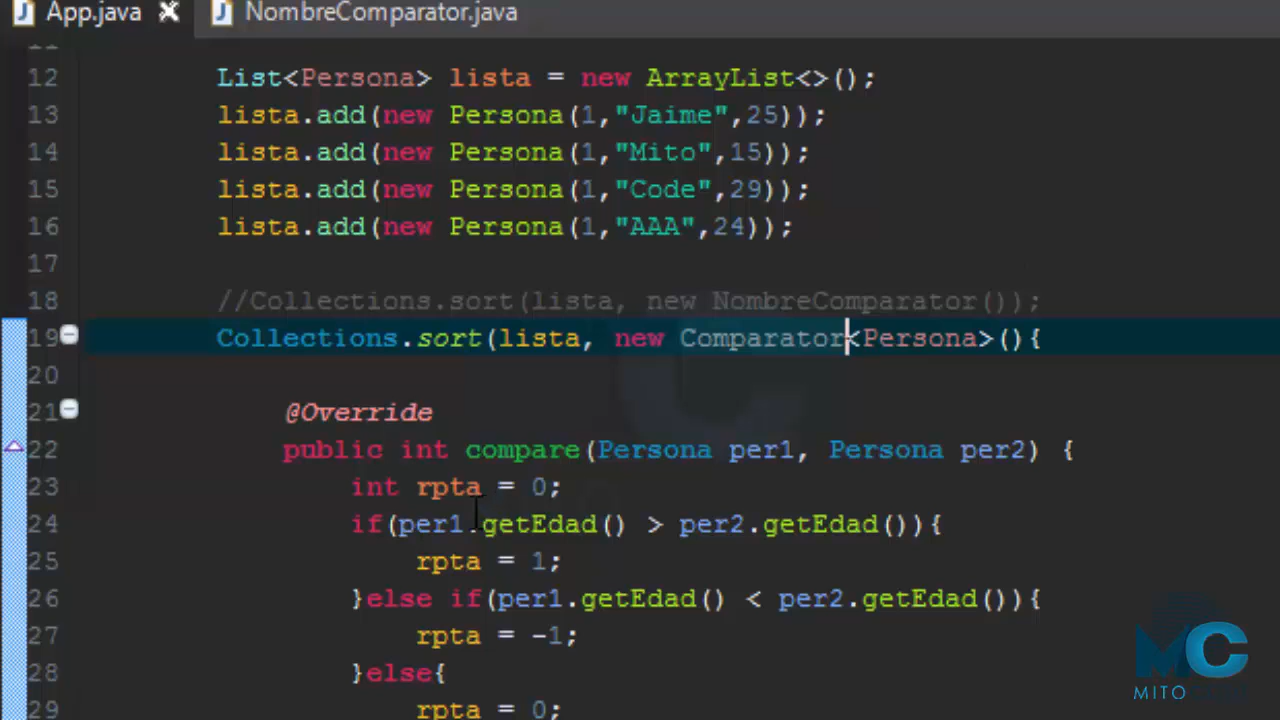 App.java NombreComparator.java
11
12 List<Persona> lista = new ArrayList<>();
13 lista.add(new Persona(1,"Jaime",25));
14 lista.add(new Persona(1,"Mito",15));
15 lista.add(new Persona(1,"Code",29));
16 lista.add(new Persona(1,"AAA",24));
17
18 //Collections.sort(lista, new NombreComparator());
19 Collections.sort(lista, new Comparator<Persona>(){
20
21 @Override
22 public int compare(Persona per1, Persona per2) {
23 int rpta = 0;
24 if(per1.getEdad() > per2.getEdad()){
25 rpta = 1;
26 }else if(per1.getEdad() < per2.getEdad()){
27 rpta = -1;
28 }else{
29 rpta = 0;
MC
MITO CODE